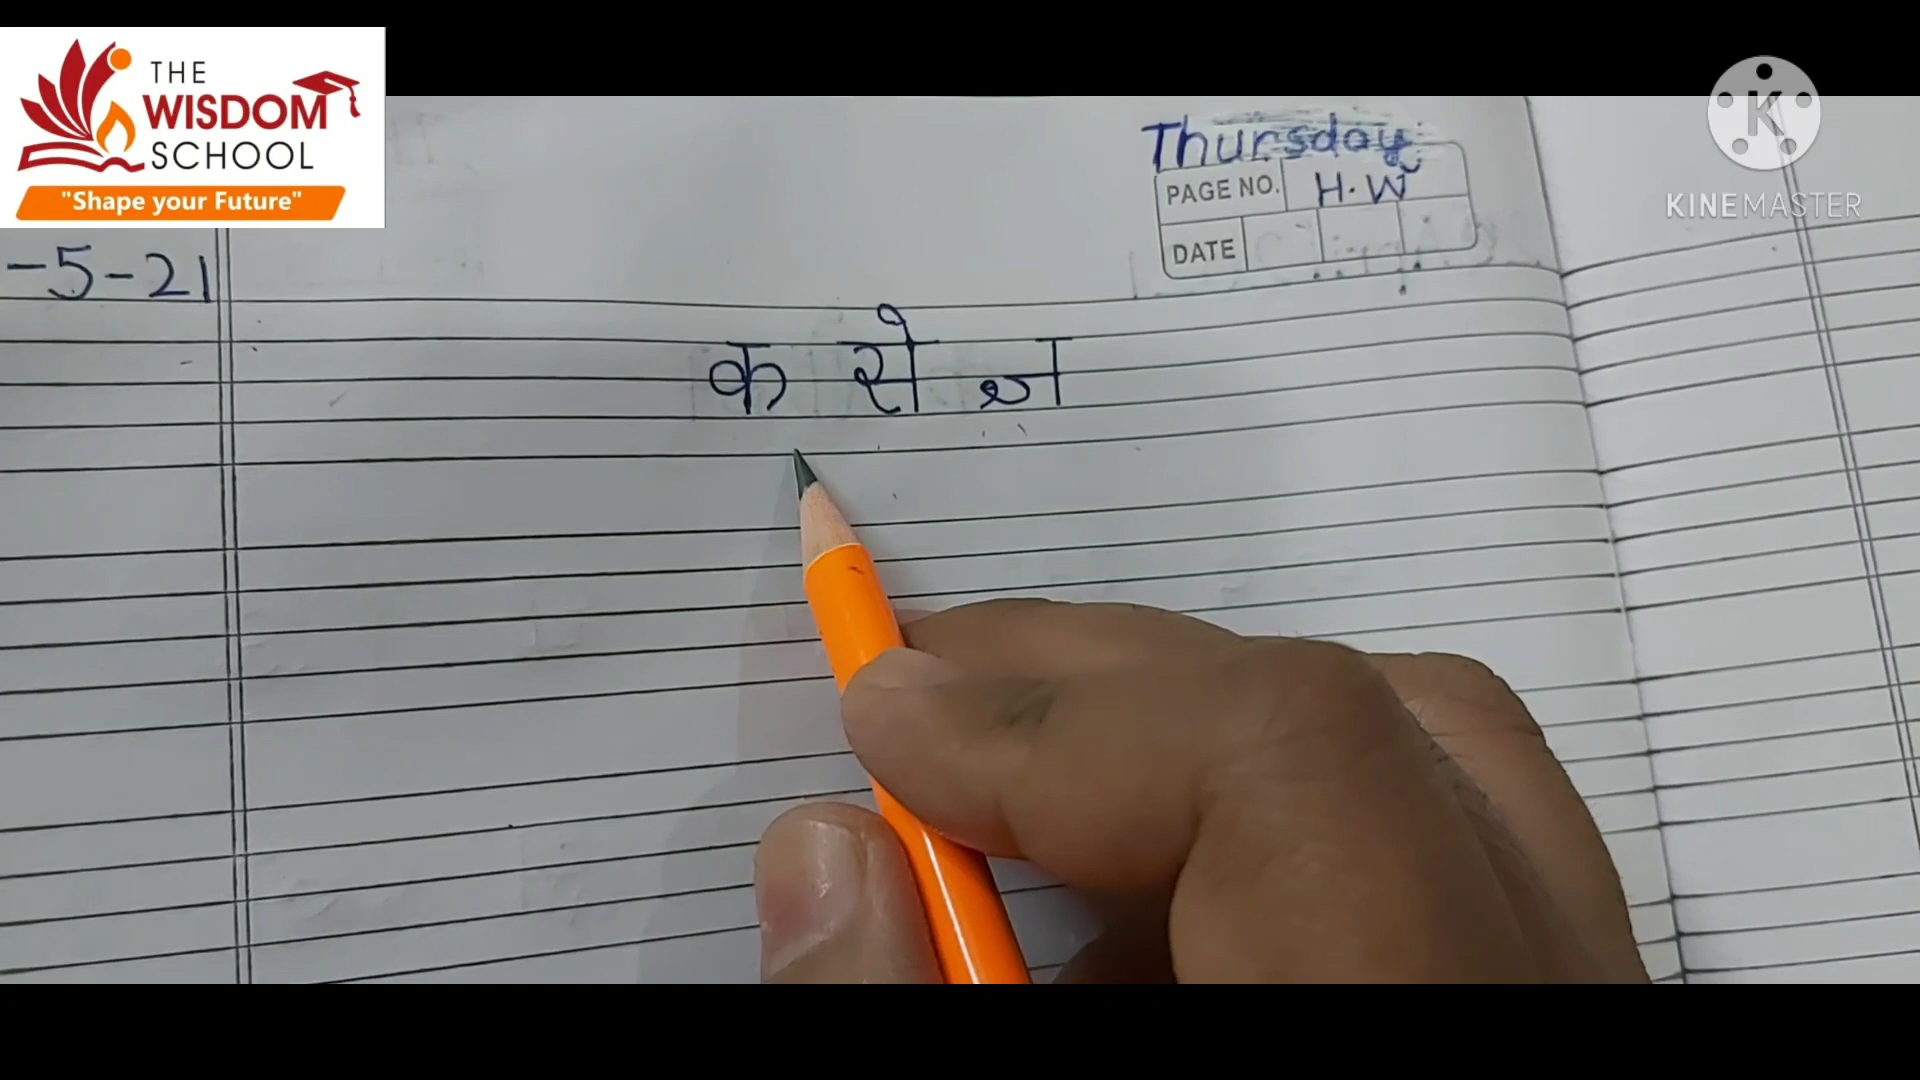 THE
WISDOM
SCHOOL
"Shape your Future"
KINEMASTER
Thursday
PAGE NO. H.W
DATE
-5-21
क से ज